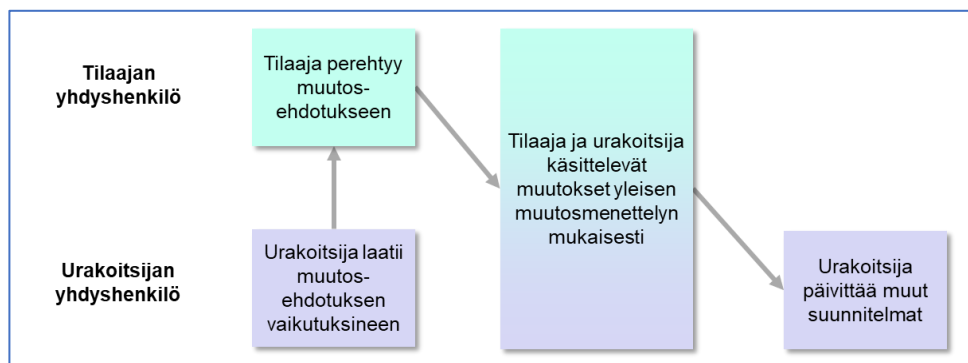 Tilaajan
yhdyshenkilö
Tilaaja perehtyy
muutos-
ehdotukseen
Tilaaja ja urakoitsija
käsittelevät
muutokset yleisen
muutosmenettelyn
mukaisesti
Urakoitsijan
yhdyshenkilö
Urakoitsija laatii
muutos-
ehdotuksen
vaikutuksineen
Urakoitsija
päivittää muut
suunnitelmat